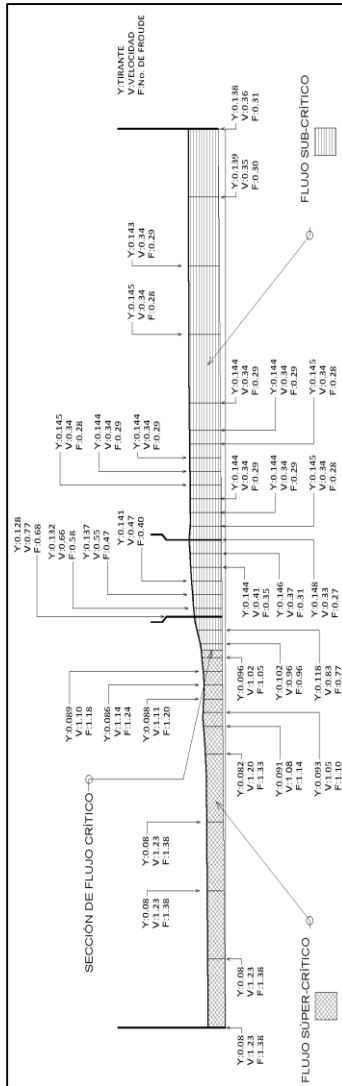 Y:TIRANTE
V:VELOCIDAD
F:No. DE FROUDE
SECCIÓN DE FLUJO CRÍTICO
Y:0.08
V:1.23
F:1.38
Y:0.08
V:1.23
F:1.38
Y:0.088
V:1.11
F:1.20
Y:0.086
V:1.14
F:1.24
Y:0.089
V:1.10
F:1.18
Y:0.128
V:0.77
F:0.68
Y:0.132
V:0.66
F:0.58
Y:0.137
V:0.55
F:0.47
Y:0.141
V:0.47
F:0.40
Y:0.144
V:0.34
F:0.29
Y:0.144
V:0.34
F:0.29
Y:0.145
V:0.34
F:0.28
Y:0.145
V:0.34
F:0.28
Y:0.143
V:0.34
F:0.29
Y:0.08
V:1.23
F:1.38
Y:0.08
V:1.23
F:1.38
Y:0.082
V:1.20
F:1.33
Y:0.091
V:1.08
F:1.14
Y:0.093
V:1.05
F:1.10
Y:0.096
V:1.02
F:1.05
Y:0.102
V:0.96
F:0.96
Y:0.118
V:0.83
F:0.77
Y:0.144
V:0.41
F:0.35
Y:0.146
V:0.37
F:0.31
Y:0.148
V:0.33
F:0.27
Y:0.144
V:0.34
F:0.29
Y:0.144
V:0.34
F:0.29
Y:0.145
V:0.34
F:0.28
Y:0.144
V:0.34
F:0.29
Y:0.144
V:0.34
F:0.29
Y:0.145
V:0.34
F:0.28
Y:0.139
V:0.35
F:0.30
Y:0.138
V:0.36
F:0.31
FLUJO SÚPER-CRÍTICO
FLUJO SUB-CRÍTICO